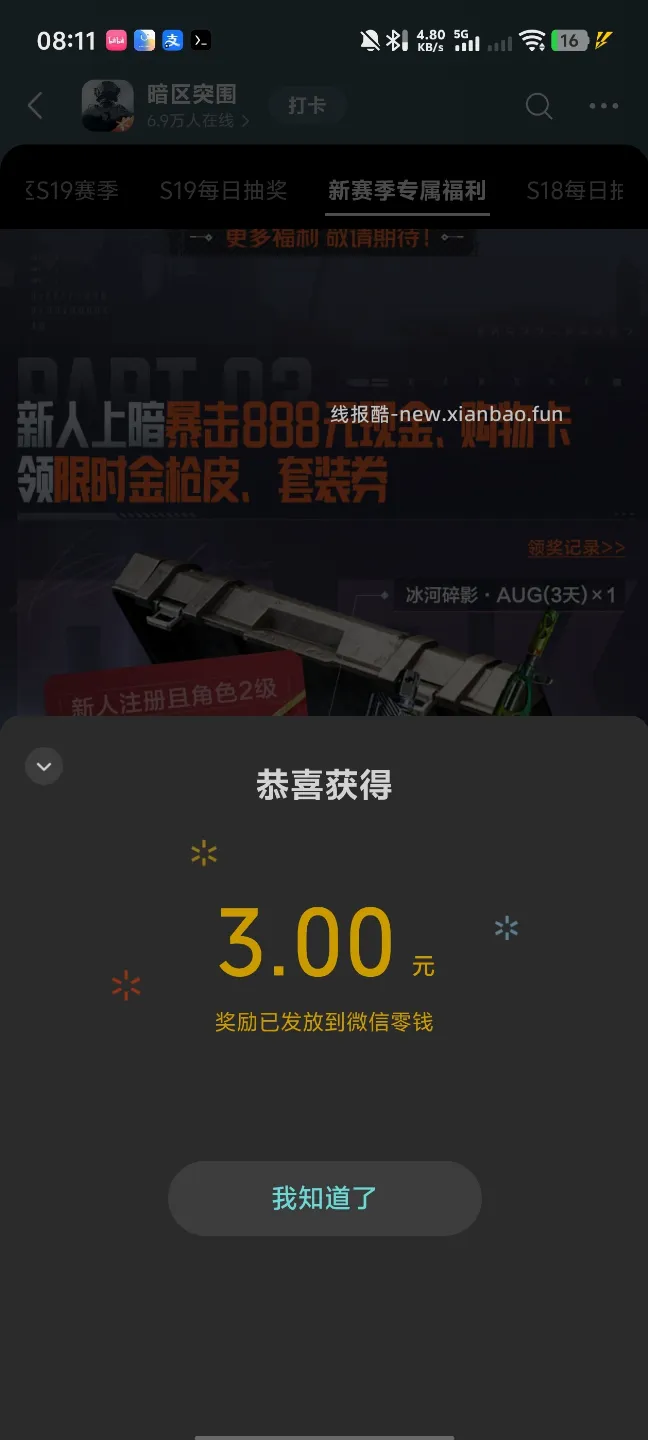 08:11
4.80
KB/s
5G
16
暗区突围
6.9万人在线 >
打卡
S19赛季
S19每日抽奖
新赛季专属福利
S18每日抽
更多福利 敬请期待!
PART 03
新人上暗暴击888元现金、购物卡
线报酷-new.xianbao.fun
领限时金枪皮、套装券
领奖记录>>
冰河碎影·AUG(3天)×1
新人注册且角色2级
恭喜获得
3.00 元
奖励已发放到微信零钱
我知道了